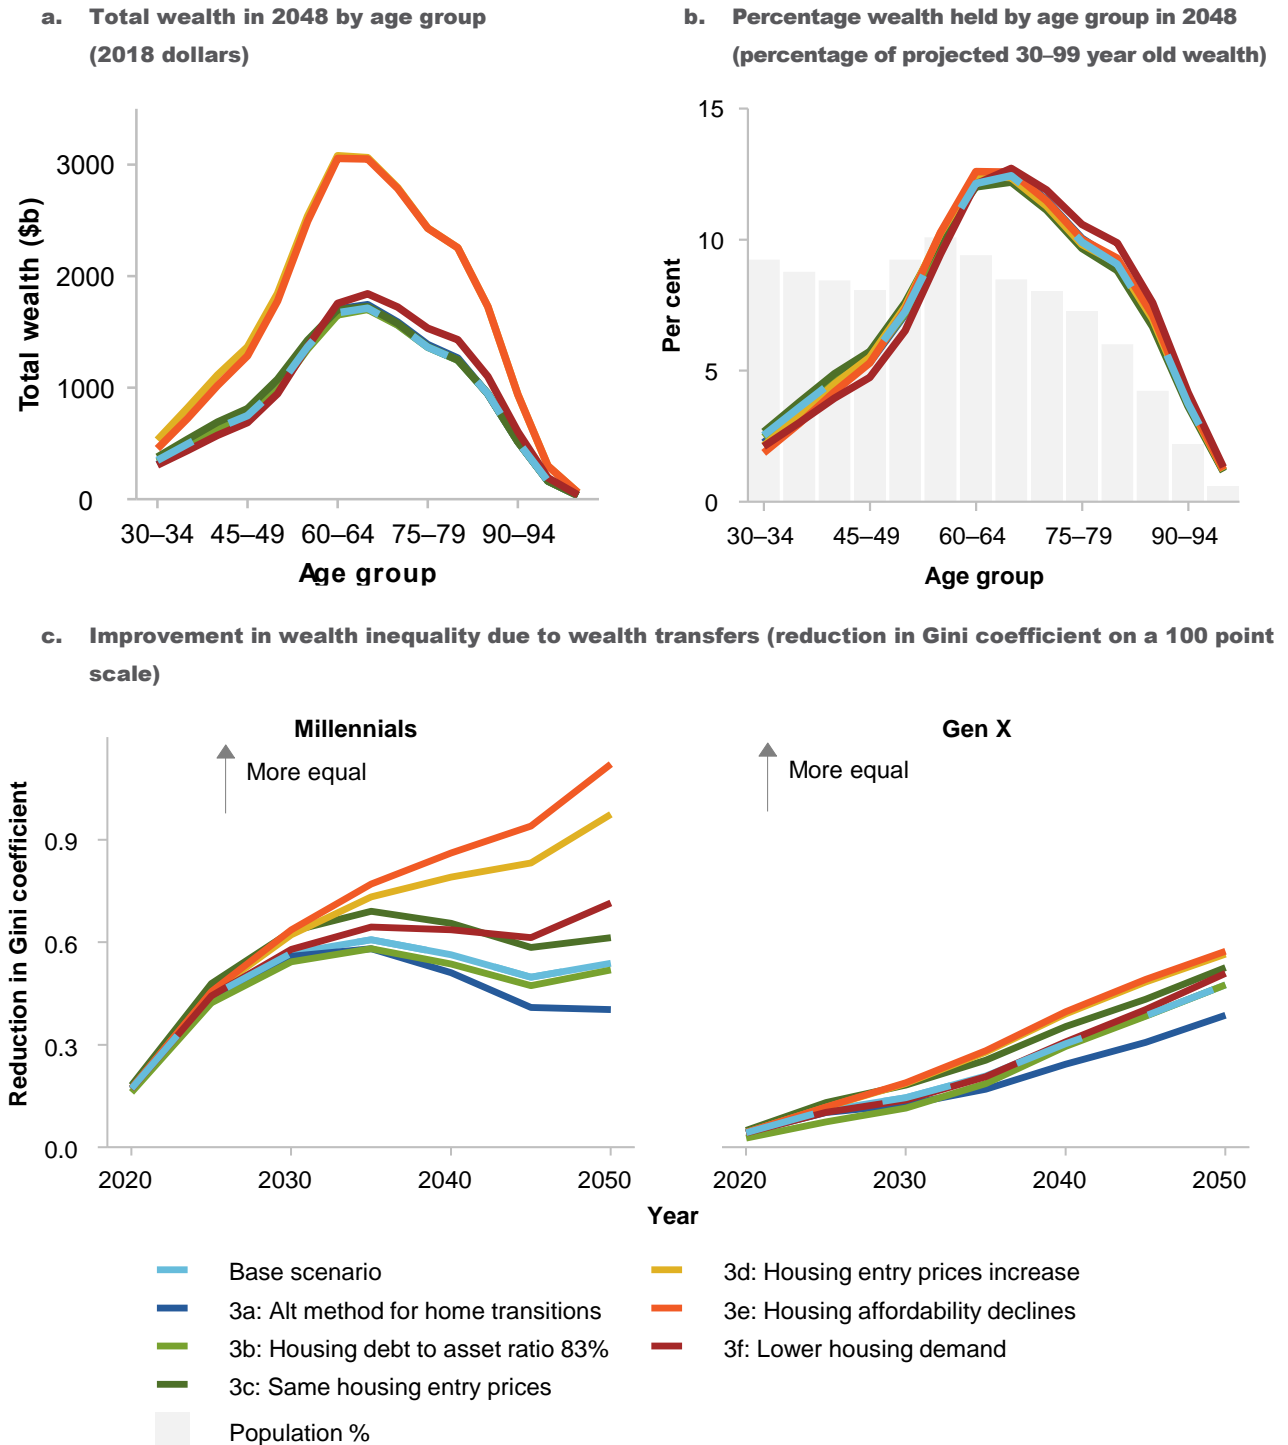 a. Total wealth in 2048 by age group
(2018 dollars)
b. Percentage wealth held by age group in 2048
(percentage of projected 30–99 year old wealth)
Total wealth ($b)
3000
2000
1000
0
30–34 45–49 60–64 75–79 90–94
Age group
Per cent
15
10
5
0
30–34 45–49 60–64 75–79 90–94
Age group
c. Improvement in wealth inequality due to wealth transfers (reduction in Gini coefficient on a 100 point
scale)
Millennials
More equal
Gen X
More equal
Reduction in Gini coefficient
0.9
0.6
0.3
0.0
2020 2030 2040 2050
2020 2030 2040 2050
Year
Base scenario
3a: Alt method for home transitions
3b: Housing debt to asset ratio 83%
3c: Same housing entry prices
Population %
3d: Housing entry prices increase
3e: Housing affordability declines
3f: Lower housing demand